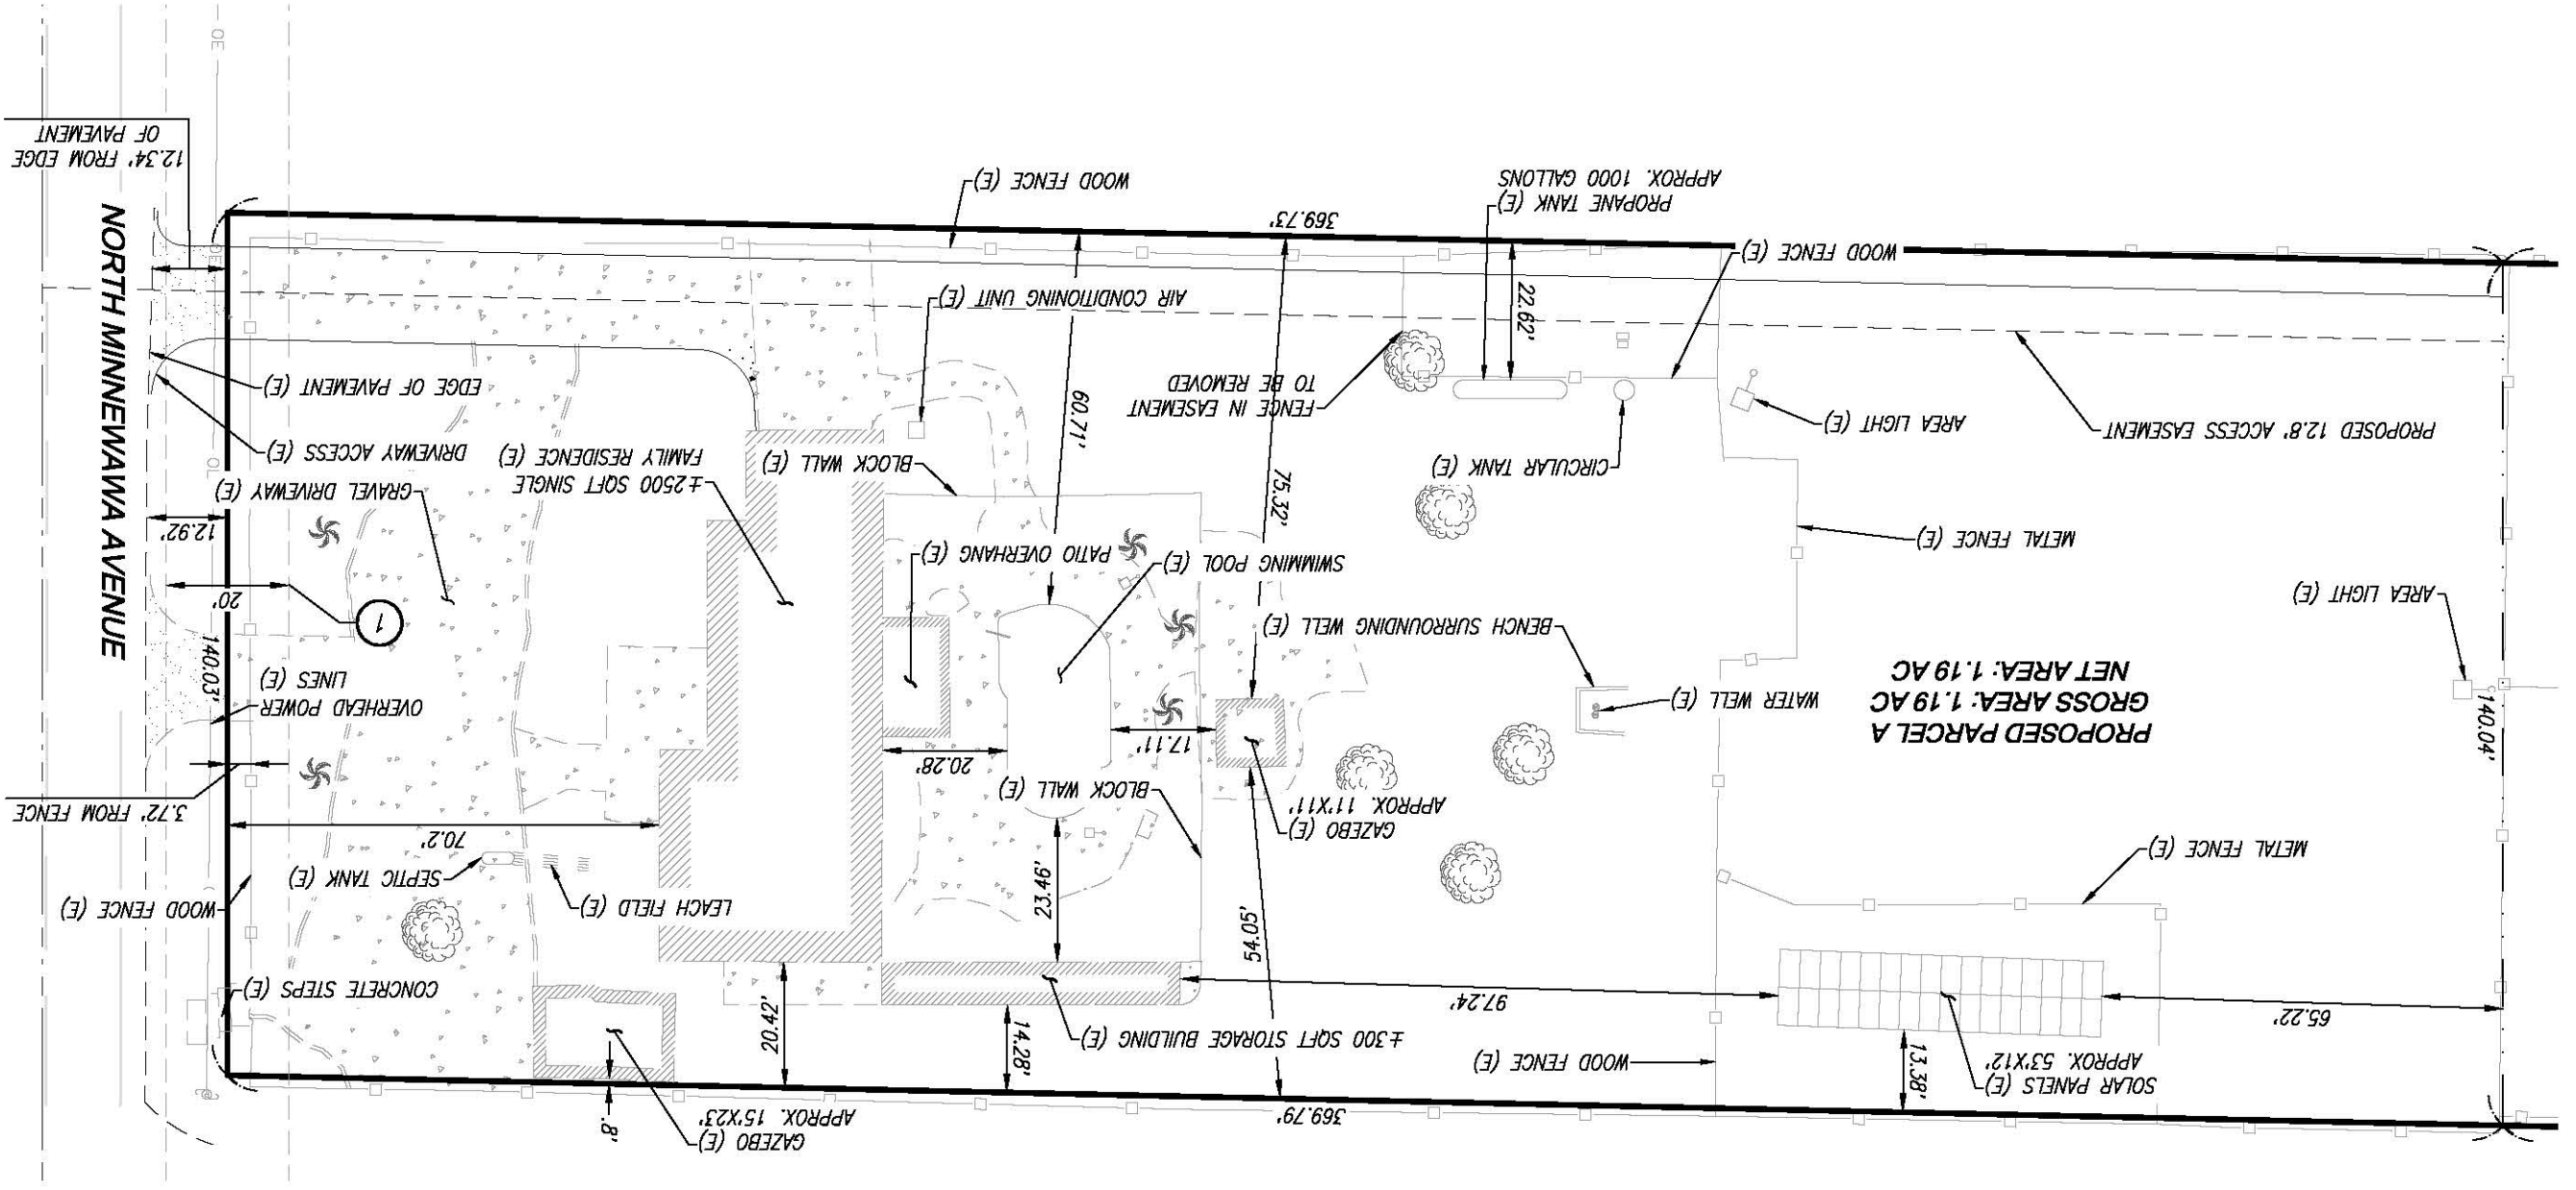 GAZEBO (E)
APPROX. 15'X23'
.8'
369.79'
SOLAR PANELS (E)
APPROX. 53'X12'
13.38'
WOOD FENCE (E)
±300 SQFT STORAGE BUILDING (E)
14.28'
20.42'
65.22'
97.24'
CONCRETE STEPS (E)
54.05'
23.46'
WOOD FENCE (E)
LEACH FIELD (E)
SEPTIC TANK (E)
METAL FENCE (E)
70.2'
3.72' FROM FENCE
GAZEBO (E)
APPROX. 11'X11'
BLOCK WALL (E)
20.28'
17.11'
PROPOSED PARCEL A
GROSS AREA: 1.19 AC
NET AREA: 1.19 AC
140.04'
WATER WELL (E)
OVERHEAD POWER
LINES (E)
140.03'
BENCH SURROUNDING WELL (E)
1
20'
AREA LIGHT (E)
SWIMMING POOL (E)
PATIO OVERHANG (E)
METAL FENCE (E)
12.92'
NORTH MINNEWAWA AVENUE
GRAVEL DRIVEWAY (E)
±2500 SQFT SINGLE
FAMILY RESIDENCE (E)
BLOCK WALL (E)
75.32'
CIRCULAR TANK (E)
DRIVEWAY ACCESS (E)
AREA LIGHT (E)
PROPOSED 12.8' ACCESS EASEMENT
60.71'
FENCE IN EASEMENT
TO BE REMOVED
EDGE OF PAVEMENT (E)
22.62'
AIR CONDITIONING UNIT (E)
WOOD FENCE (E)
369.73'
PROPANE TANK (E)
APPROX. 1000 GALLONS
WOOD FENCE (E)
12.34' FROM EDGE
OF PAVEMENT
OE
OE
OL